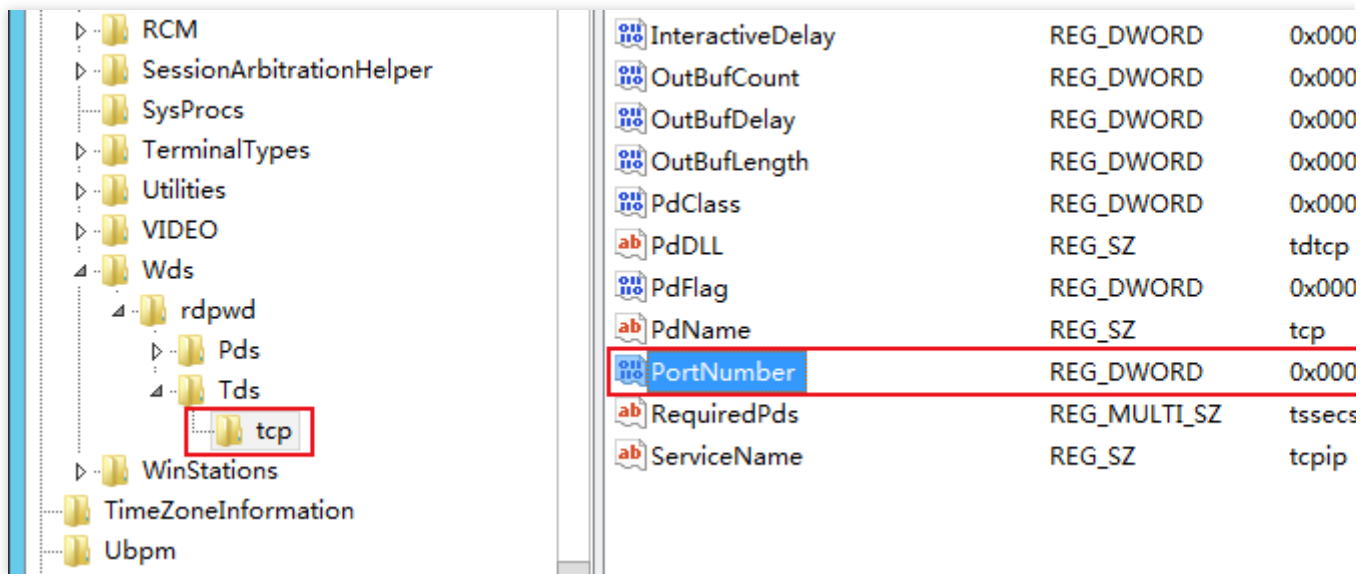 RCM
SessionArbitrationHelper
SysProcs
TerminalTypes
Utilities
VIDEO
Wds
rdpwd
Pds
Tds
tcp
WinStations
TimeZoneInformation
Ubpm
InteractiveDelay REG_DWORD 0x000
OutBufCount REG_DWORD 0x000
OutBufDelay REG_DWORD 0x000
OutBufLength REG_DWORD 0x000
PdClass REG_DWORD 0x000
PdDLL REG_SZ tdtcp
PdFlag REG_DWORD 0x000
PdName REG_SZ tcp
PortNumber REG_DWORD 0x000
RequiredPds REG_MULTI_SZ tssecs
ServiceName REG_SZ tcpip